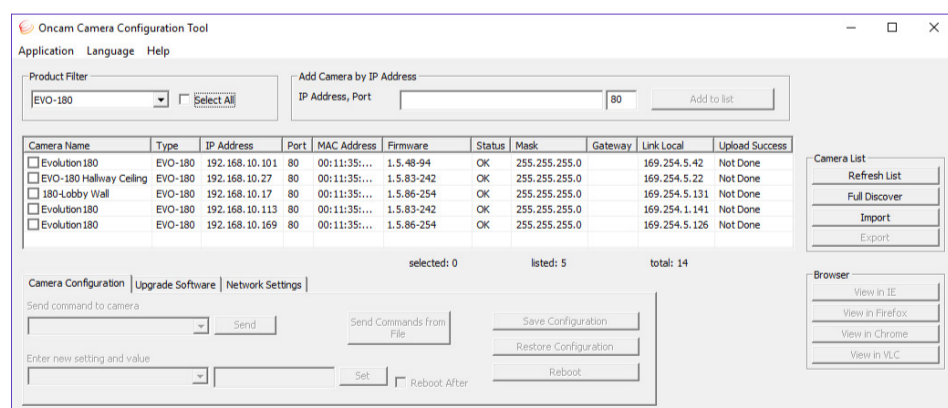 Oncam Camera Configuration Tool
Application Language Help
Product Filter
EVO-180
Select All
Add Camera by IP Address
IP Address, Port
80
Add to list
Camera Name Type IP Address Port MAC Address Firmware Status Mask Gateway Link Local Upload Success
Evolution180 EVO-180 192.168.10.101 80 00:11:35:... 1.5.48-94 OK 255.255.255.0 169.254.5.42 Not Done
EVO-180 Hallway Ceiling EVO-180 192.168.10.27 80 00:11:35:... 1.5.83-242 OK 255.255.255.0 169.254.5.22 Not Done
180-Lobby Wall EVO-180 192.168.10.17 80 00:11:35:... 1.5.86-254 OK 255.255.255.0 169.254.5.131 Not Done
Evolution180 EVO-180 192.168.10.113 80 00:11:35:... 1.5.83-242 OK 255.255.255.0 169.254.1.141 Not Done
Evolution180 EVO-180 192.168.10.169 80 00:11:35:... 1.5.86-254 OK 255.255.255.0 169.254.5.126 Not Done
selected: 0 listed: 5 total: 14
Camera List
Refresh List
Full Discover
Import
Export
Browser
View in IE
View in Firefox
View in Chrome
View in VLC
Camera Configuration Upgrade Software Network Settings
Send command to camera
Send
Send Commands from
File
Enter new setting and value
Set
Reboot After
Save Configuration
Restore Configuration
Reboot